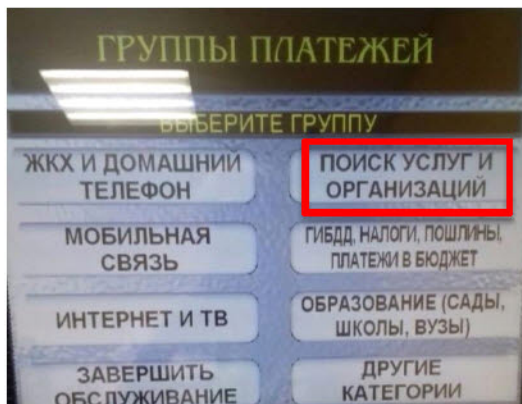 ГРУППЫ ПЛАТЕЖЕЙ
ВЫБЕРИТЕ ГРУППУ
ЖКХ И ДОМАШНИЙ
ТЕЛЕФОН
ПОИСК УСЛУГ И
ОРГАНИЗАЦИЙ
МОБИЛЬНАЯ
СВЯЗЬ
ГИБДД, НАЛОГИ, ПОШЛИНЫ,
ПЛАТЕЖИ В БЮДЖЕТ
ИНТЕРНЕТ И ТВ
ОБРАЗОВАНИЕ (САДЫ,
ШКОЛЫ, ВУЗЫ)
ЗАВЕРШИТЬ
ОБСЛУЖИВАНИЕ
ДРУГИЕ
КАТЕГОРИИ